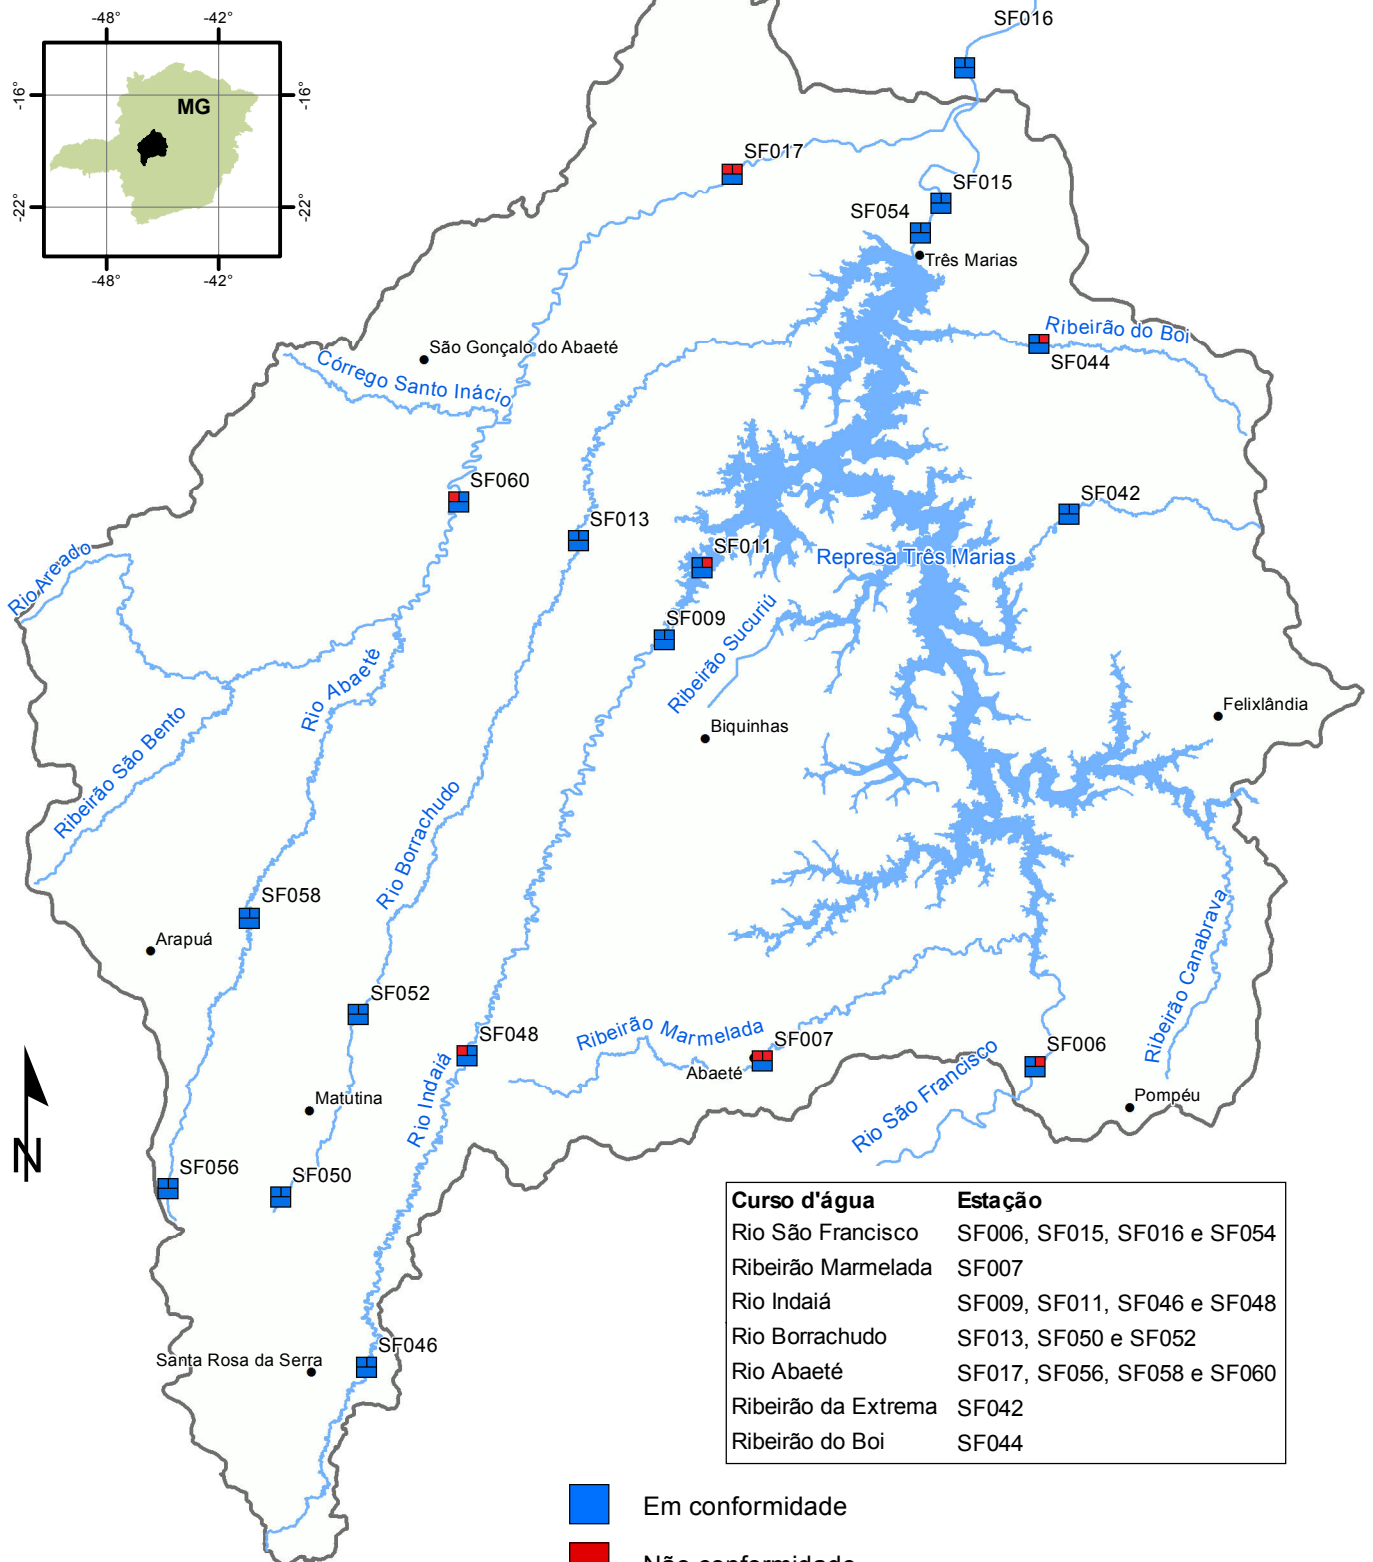 -48°
-42°
-16°
-16°
MG
-22°
-22°
-48°
-42°
SF016
SF017
SF015
SF054
Três Marias
Ribeirão do Boi
SF044
São Gonçalo do Abaeté
Córrego Santo Inácio
SF060
SF013
SF042
SF011
Represa Três Marias
Rio Areado
SF009
Ribeirão Sucuriú
Rio Abaeté
Felixlândia
Biquinhas
Ribeirão São Bento
Rio Borrachudo
SF058
Arapuá
Ribeirão Canabrava
SF052
SF048
Ribeirão Marmelada
SF007
Abaeté
SF006
Rio São Francisco
Pompéu
Matutina
Rio Indaiá
N
SF056
SF050
SF046
Santa Rosa da Serra
Curso d'água Estação
Rio São Francisco SF006, SF015, SF016 e SF054
Ribeirão Marmelada SF007
Rio Indaiá SF009, SF011, SF046 e SF048
Rio Borrachudo SF013, SF050 e SF052
Rio Abaeté SF017, SF056, SF058 e SF060
Ribeirão da Extrema SF042
Ribeirão do Boi SF044
Em conformidade
Não conformidade